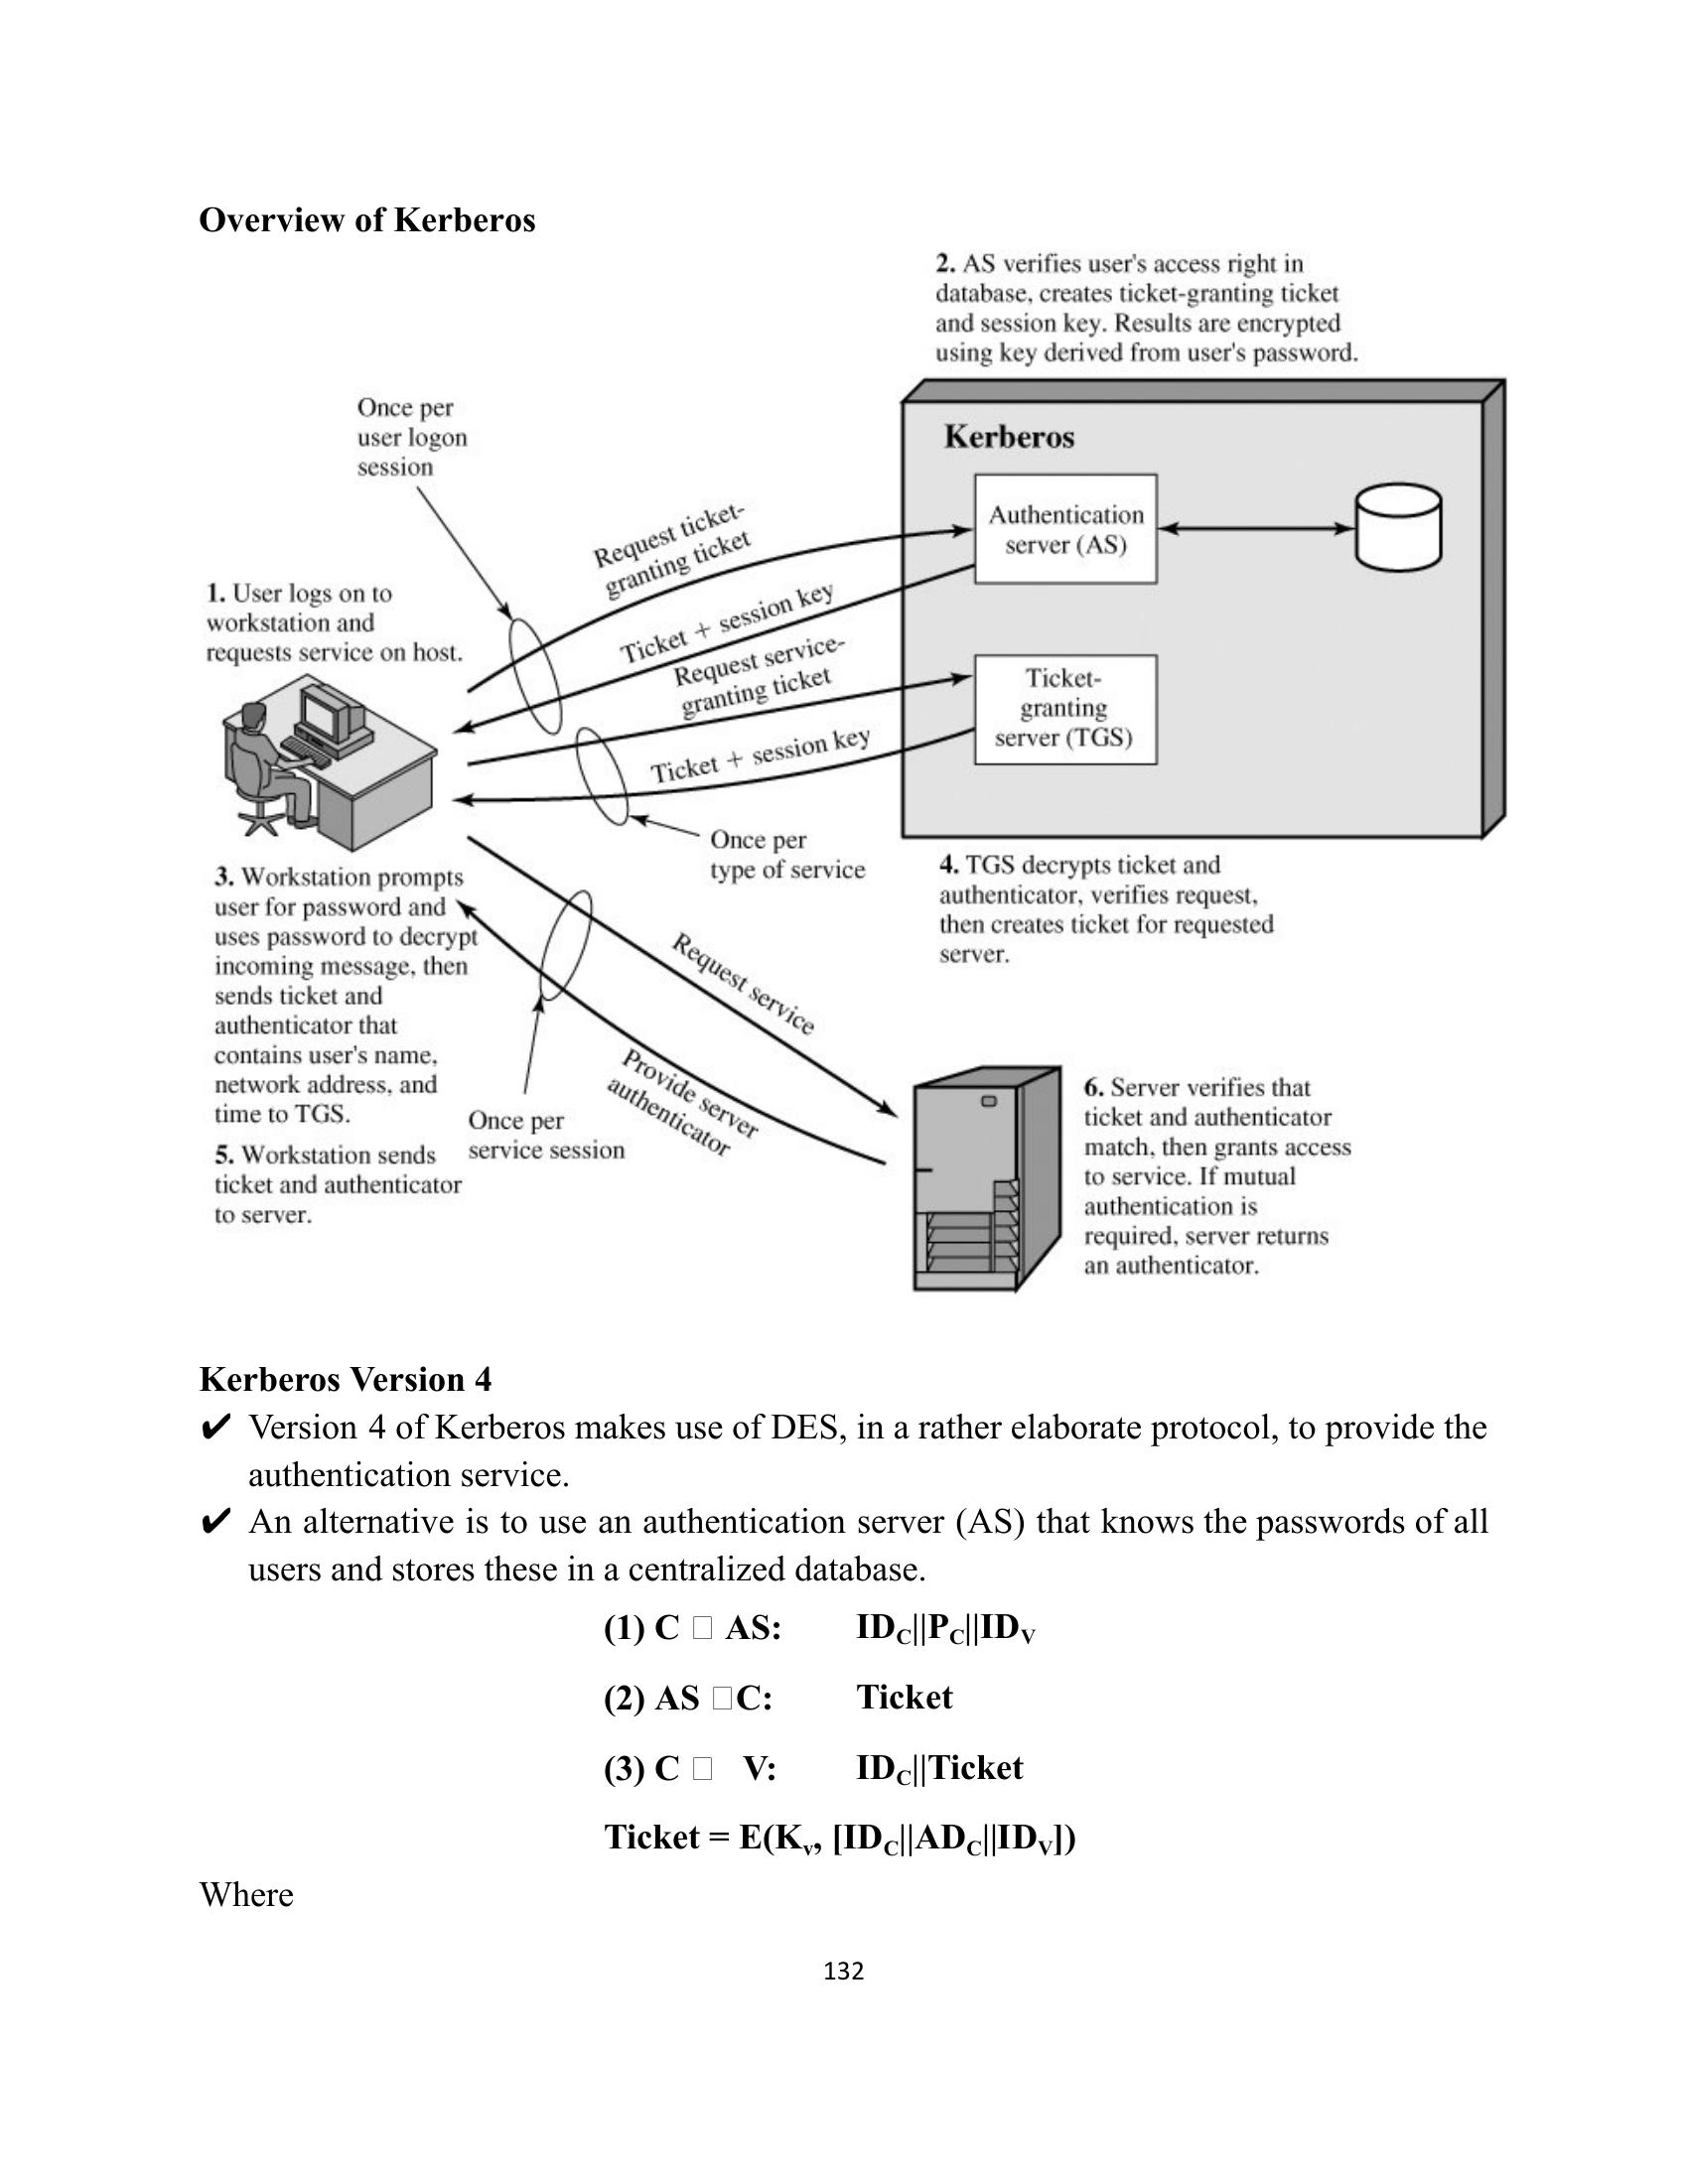 Overview of Kerberos
2. AS verifies user's access right in
database, creates ticket-granting ticket
and session key. Results are encrypted
using key derived from user's password.
Once per
user logon
session
Kerberos
Authentication
server (AS)
Request ticket-
granting ticket
1. User logs on to
workstation and
requests service on host.
Ticket + session key
Request service-
granting ticket
Ticket-
granting
server (TGS)
Ticket + session key
Once per
type of service
3. Workstation prompts
user for password and
uses password to decrypt
incoming message, then
sends ticket and
authenticator that
contains user's name,
network address, and
time to TGS.
4. TGS decrypts ticket and
authenticator, verifies request,
then creates ticket for requested
server.
Request service
Provide server
authenticator
Once per
service session
5. Workstation sends
ticket and authenticator
to server.
6. Server verifies that
ticket and authenticator
match, then grants access
to service. If mutual
authentication is
required, server returns
an authenticator.
Kerberos Version 4
✔ Version 4 of Kerberos makes use of DES, in a rather elaborate protocol, to provide the
authentication service.
✔ An alternative is to use an authentication server (AS) that knows the passwords of all
users and stores these in a centralized database.
(1) C □ AS: IDC||PC||IDV
(2) AS □C: Ticket
(3) C □ V: IDC||Ticket
Ticket = E(Kv, [IDC||ADC||IDV])
Where
132